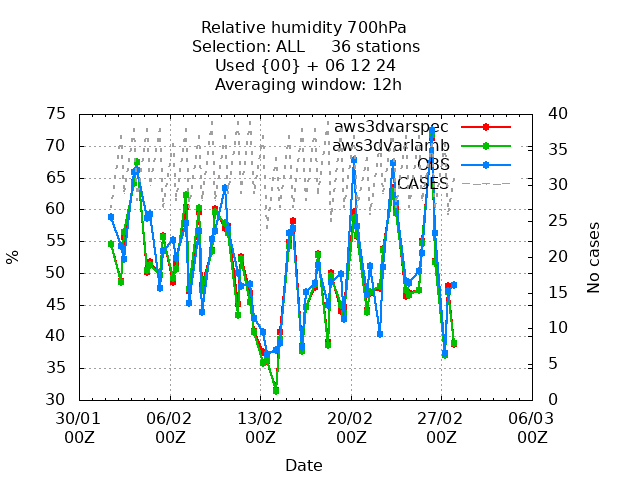 Relative humidity 700hPa
Selection: ALL     36 stations
Used {00} + 06 12 24
Averaging window: 12h
75
70
65
60
55
50
45
40
35
30
%
40
35
30
25
20
15
10
5
0
No cases
aws3dvarspec
aws3dvarlamb
OBS
CASES
30/01 06/02 13/02 20/02 27/02 06/03
00Z 00Z 00Z 00Z 00Z 00Z
Date